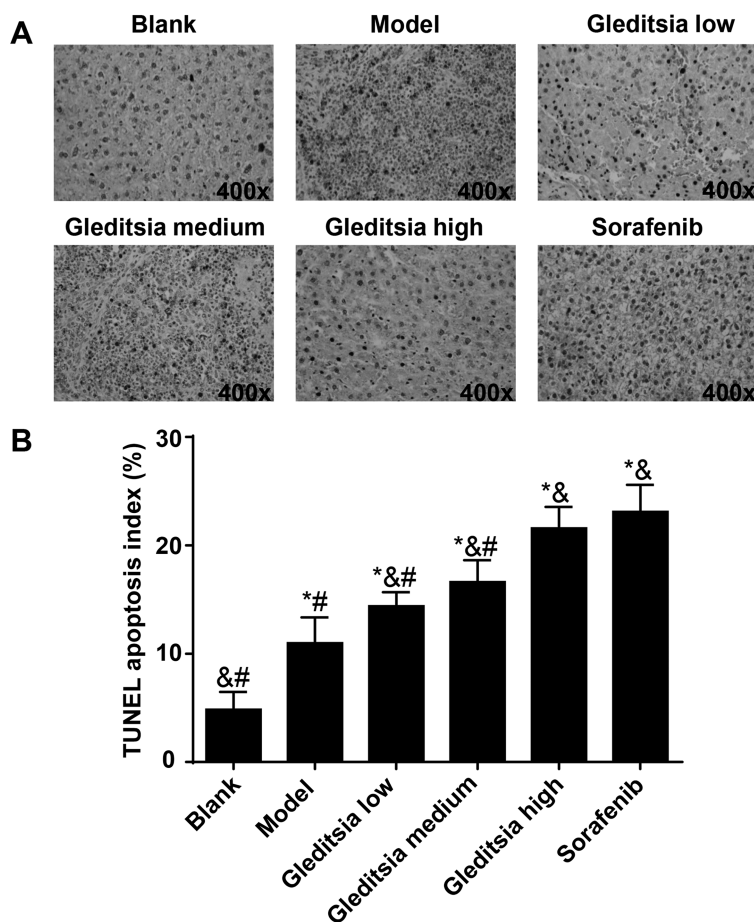 A
Blank Model Gleditsia low
400x 400x 400x
Gleditsia medium Gleditsia high Sorafenib
400x 400x 400x
B
TUNEL apoptosis index (%)
30
20
10
0
&#
*#
*&#
*&#
*&
*&
Blank
Model
Gleditsia low
Gleditsia medium
Gleditsia high
Sorafenib